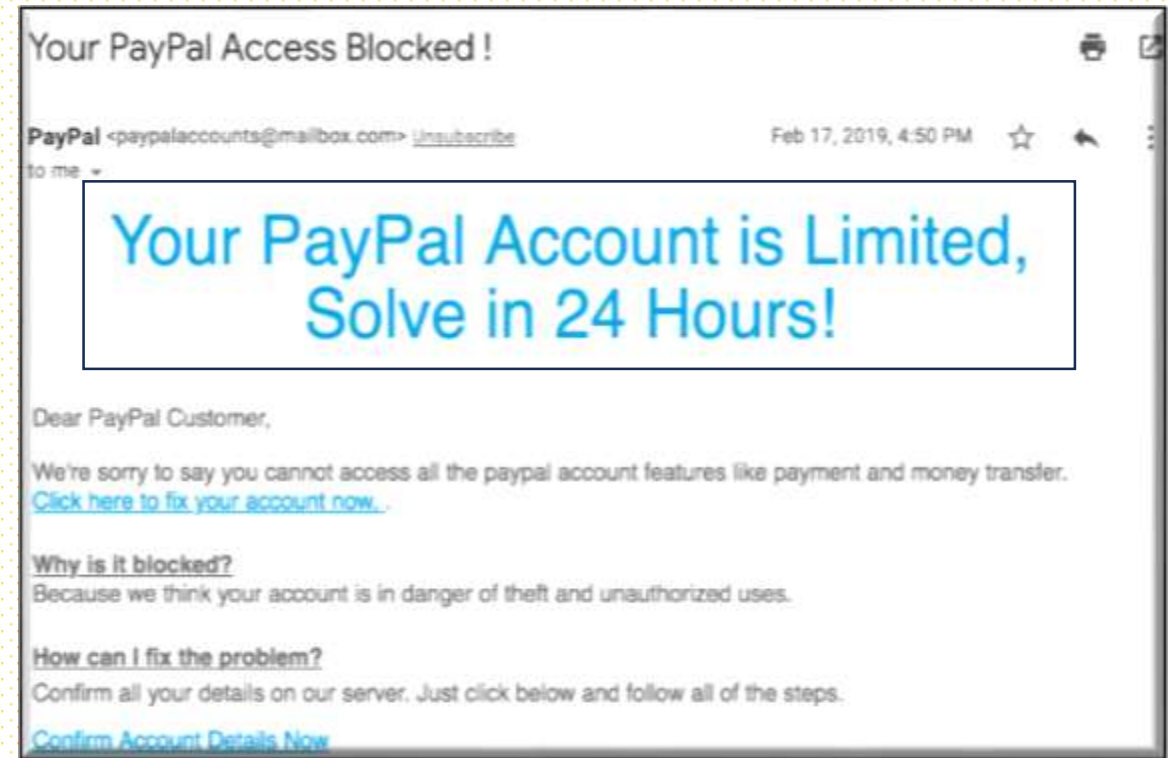 Your PayPal Access Blocked !
PayPal <paypalaccounts@mailbox.com> Unsubscribe
Feb 17, 2019, 4:50 PM
to me
Your PayPal Account is Limited,
Solve in 24 Hours!
Dear PayPal Customer,
We're sorry to say you cannot access all the paypal account features like payment and money transfer.
Click here to fix your account now. .
Why is it blocked?
Because we think your account is in danger of theft and unauthorized uses.
How can I fix the problem?
Confirm all your details on our server. Just click below and follow all of the steps.
Confirm Account Details Now